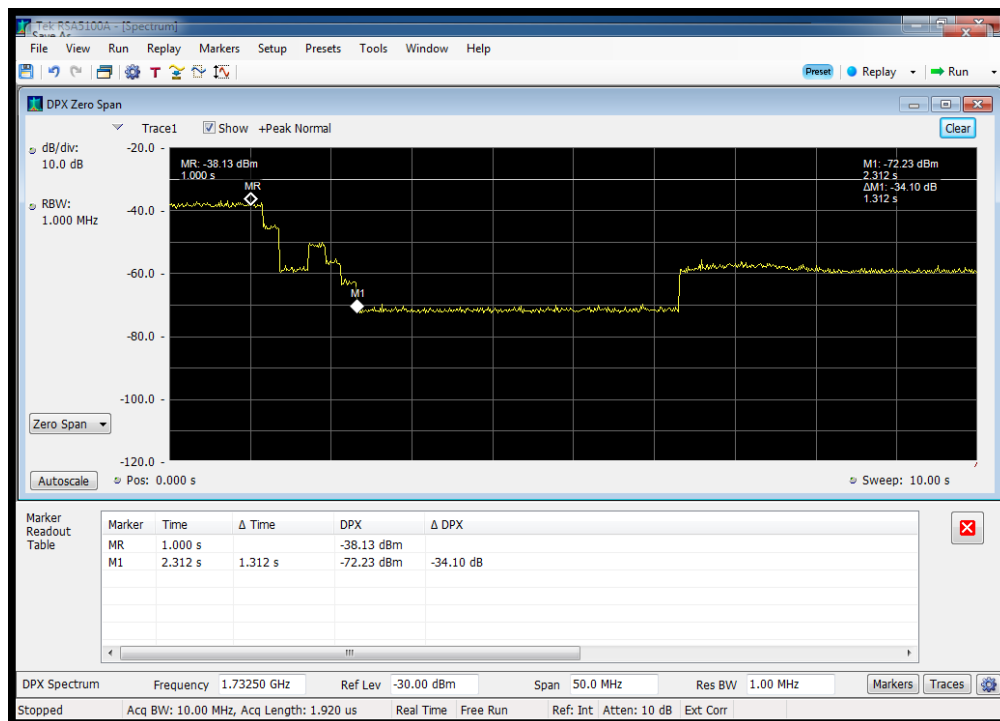 Tek RSA5100A - [Spectrum]
Save As
File View Run Replay Markers Setup Presets Tools Window Help
T Preset Replay Run
DPX Zero Span
Trace1 Show +Peak Normal Clear
dB/div:
10.0 dB
RBW:
1.000 MHz
-20.0
-40.0
-60.0
-80.0
-100.0
-120.0
MR: -38.13 dBm
1.000 s
MR
M1: -72.23 dBm
2.312 s
ΔM1: -34.10 dB
1.312 s
M1
Zero Span
Autoscale Pos: 0.000 s Sweep: 10.00 s
Marker
Readout
Table
Marker Time Δ Time DPX Δ DPX
MR 1.000 s -38.13 dBm
M1 2.312 s 1.312 s -72.23 dBm -34.10 dB
DPX Spectrum Frequency 1.73250 GHz Ref Lev -30.00 dBm Span 50.0 MHz Res BW 1.00 MHz Markers Traces
Stopped Acq BW: 10.00 MHz, Acq Length: 1.920 us Real Time Free Run Ref: Int Atten: 10 dB Ext Corr